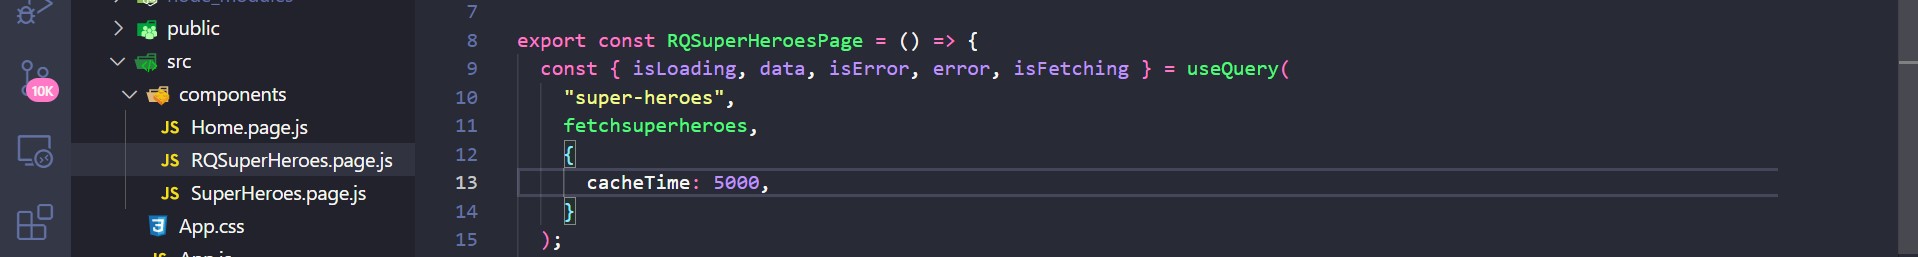 public
src
10K
components
JS Home.page.js
JS RQSuperHeroes.page.js
JS SuperHeroes.page.js
App.css
7
8 export const RQSuperHeroesPage = () => {
9 const { isLoading, data, isError, error, isFetching } = useQuery(
10 "super-heroes",
11 fetchsuperheroes,
12 {
13 cacheTime: 5000,
14 }
15 );